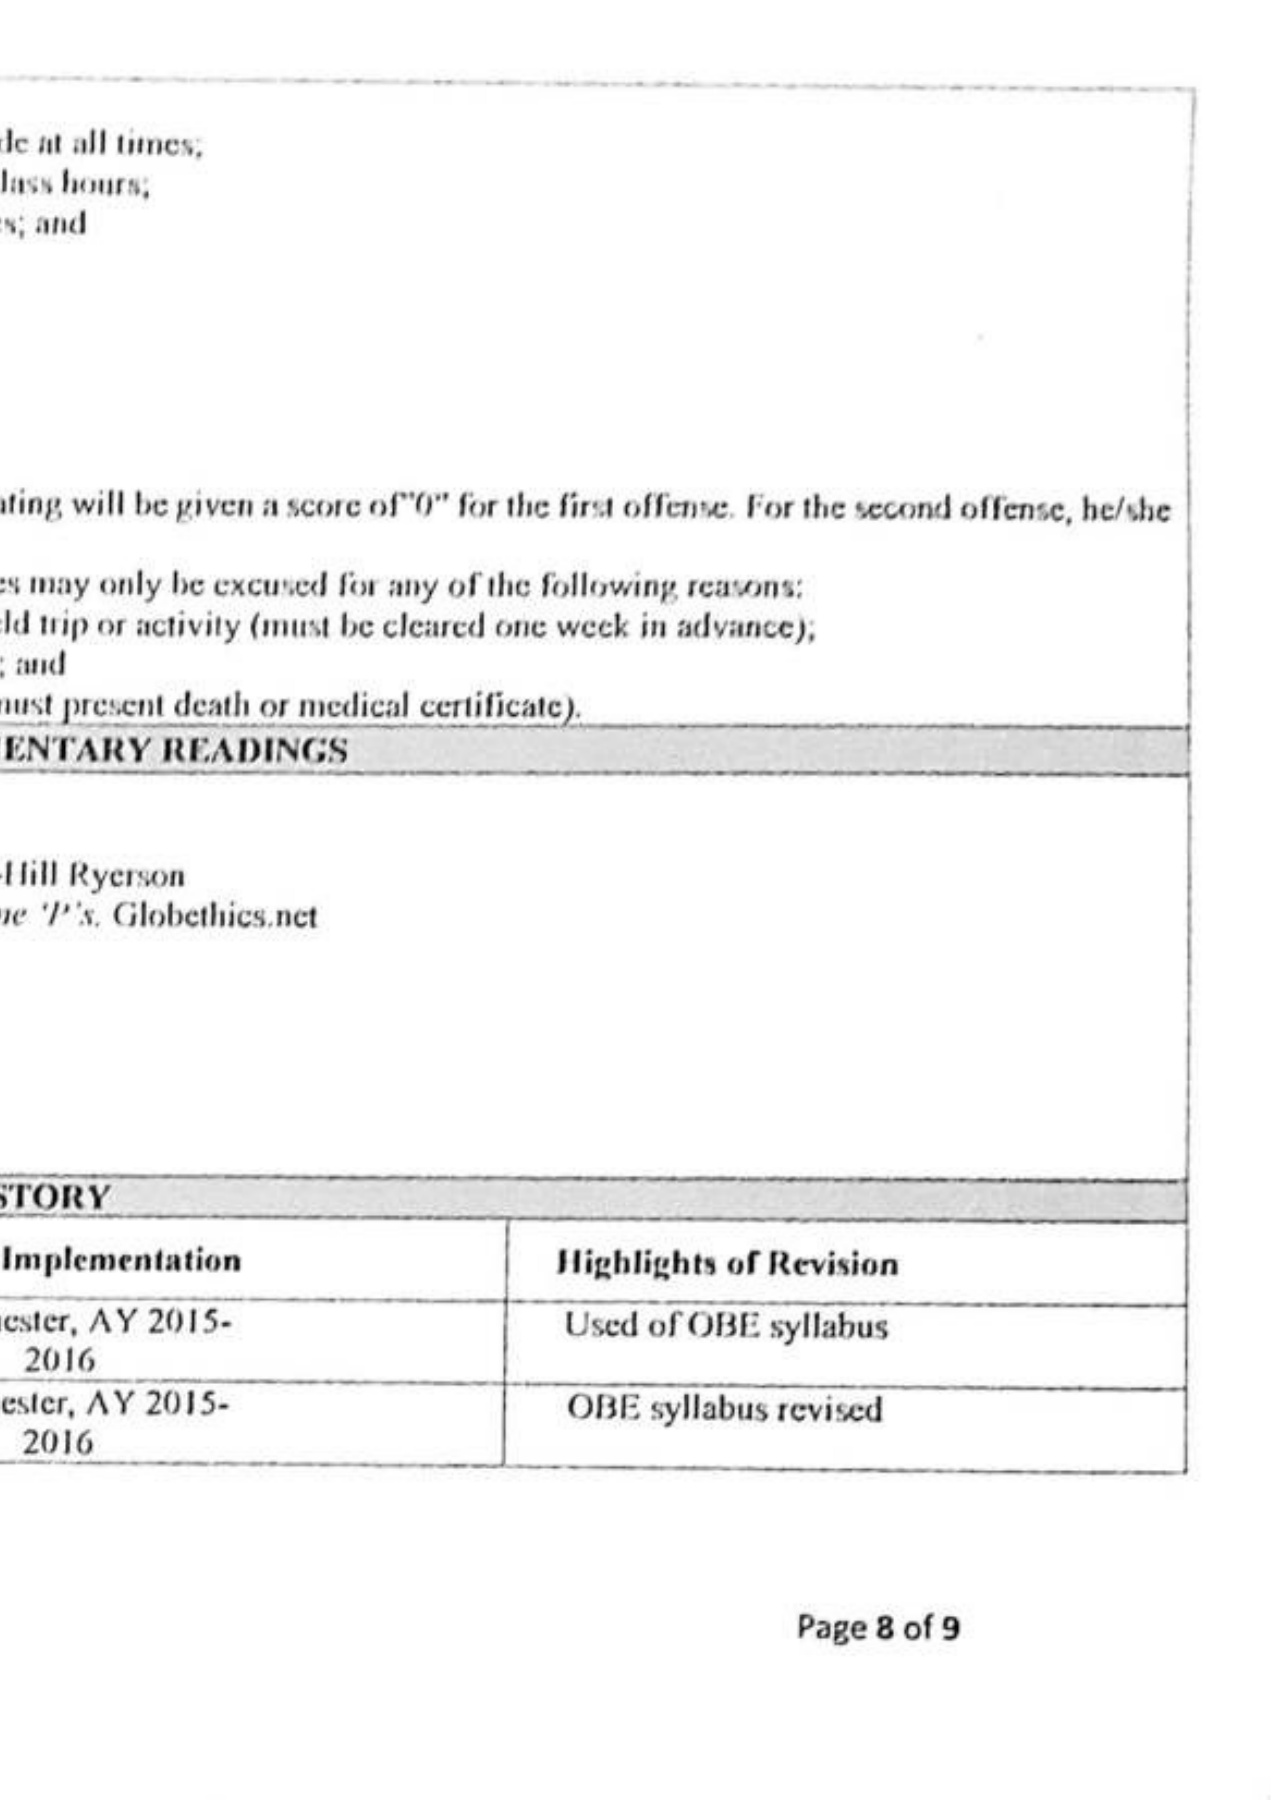 de at all times;
lass hours;
s; and
ating will be given a score of"0" for the first offense. For the second offense, he/she
es may only be excused for any of the following reasons:
eld trip or activity (must be cleared one week in advance);
; and
must present death or medical certificate).
ENTARY READINGS
-Hill Ryerson
ne 'P's. Globethics.net
STORY
Implementation Highlights of Revision
ester, AY 2015- Used of OBE syllabus
2016
ester, AY 2015- OBE syllabus revised
2016
Page 8 of 9